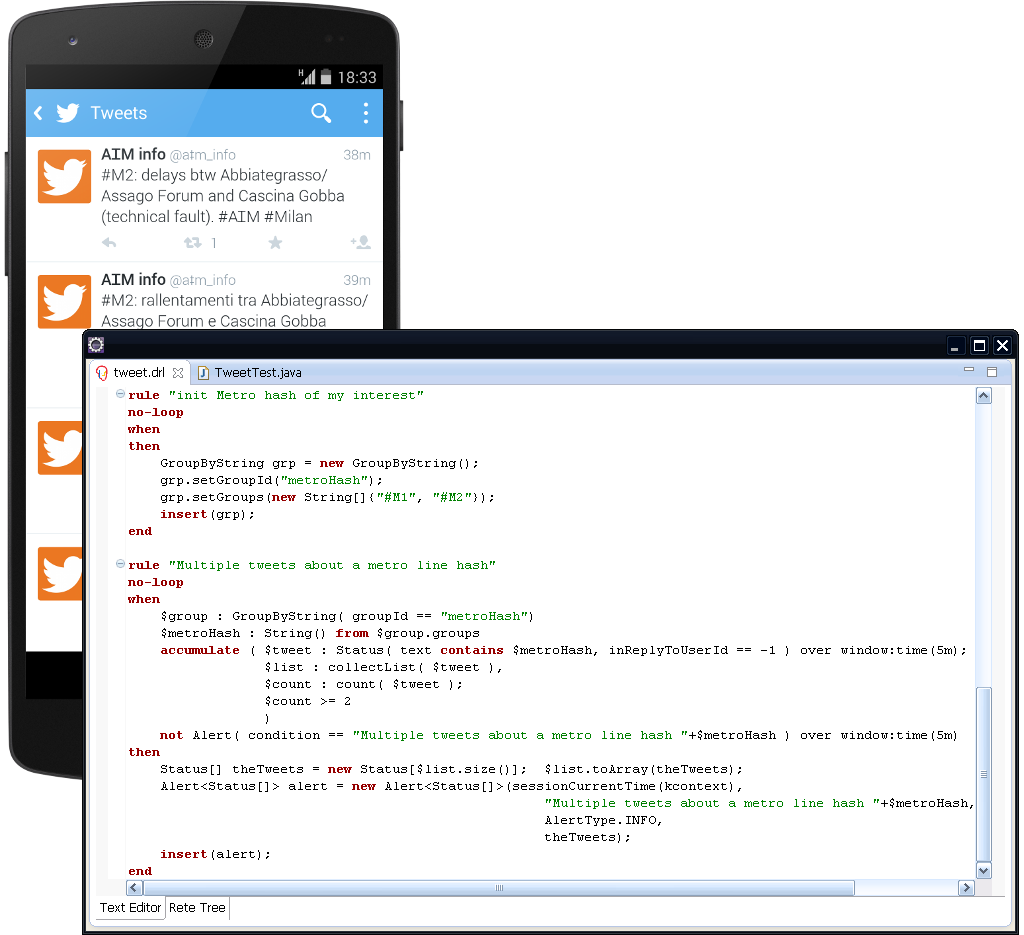 H 18:33
Tweets
AIM info @atm_info 38m
#M2: delays btw Abbiategrasso/
Assago Forum and Cascina Gobba
(technical fault). #AIM #Milan
1
AIM info @atm_info 39m
#M2: rallentamenti tra Abbiategrasso/
Assago Forum e Cascina Gobba
tweet.drl TweetTest.java
rule "init Metro hash of my interest"
no-loop
when
then
GroupByString grp = new GroupByString();
grp.setGroupId("metroHash");
grp.setGroups(new String[]{"#M1", "#M2"});
insert(grp);
end
rule "Multiple tweets about a metro line hash"
no-loop
when
$group : GroupByString( groupId == "metroHash")
$metroHash : String() from $group.groups
accumulate ( $tweet : Status( text contains $metroHash, inReplyToUserId == -1 ) over window:time(5m);
$list : collectList( $tweet ),
$count : count( $tweet );
$count >= 2
)
not Alert( condition == "Multiple tweets about a metro line hash "+$metroHash ) over window:time(5m)
then
Status[] theTweets = new Status[$list.size()]; $list.toArray(theTweets);
Alert<Status[]> alert = new Alert<Status[]>(sessionCurrentTime(kcontext),
"Multiple tweets about a metro line hash "+$metroHash,
AlertType.INFO,
theTweets);
insert(alert);
end
Text Editor Rete Tree